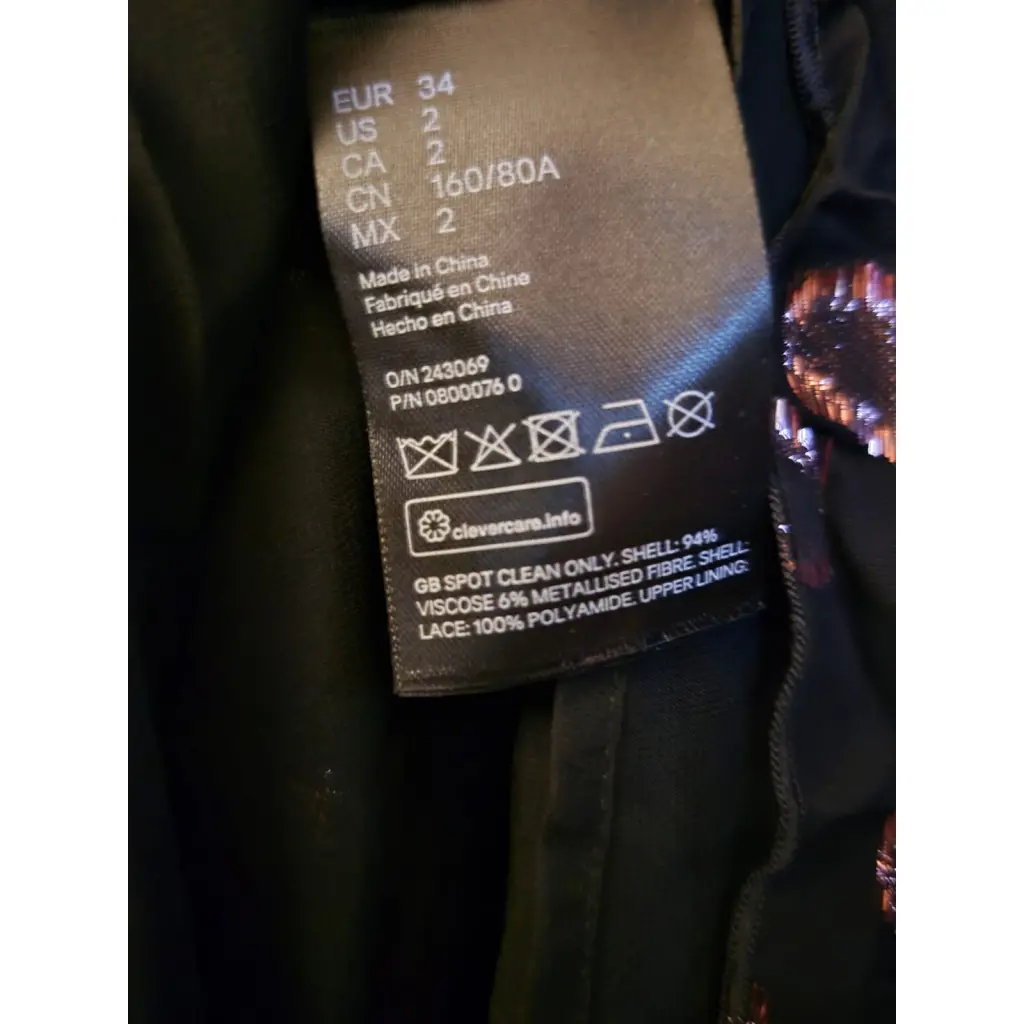 EUR 34
US 2
CA 2
CN 160/80A
MX 2
Made in China
Fabriqué en Chine
Hecho en China
O/N 243069
P/N 0800076 0
clevercare.info
GB SPOT CLEAN ONLY. SHELL: 94%
VISCOSE 6% METALLISED FIBRE. SHELL:
LACE: 100% POLYAMIDE. UPPER LINING: